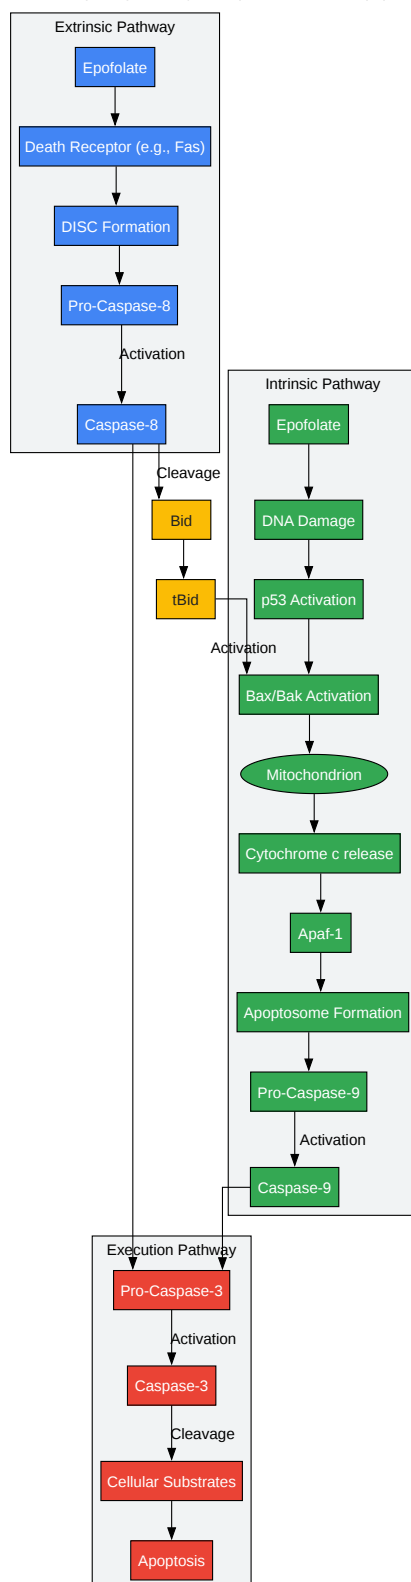 Extrinsic Pathway
Epofolate
Death Receptor (e.g., Fas)
DISC Formation
Pro-Caspase-8
Activation
Caspase-8
Cleavage
Bid
tBid
Activation
Intrinsic Pathway
Epofolate
DNA Damage
p53 Activation
Bax/Bak Activation
Mitochondrion
Cytochrome c release
Apaf-1
Apoptosome Formation
Pro-Caspase-9
Activation
Caspase-9
Execution Pathway
Pro-Caspase-3
Activation
Caspase-3
Cleavage
Cellular Substrates
Apoptosis